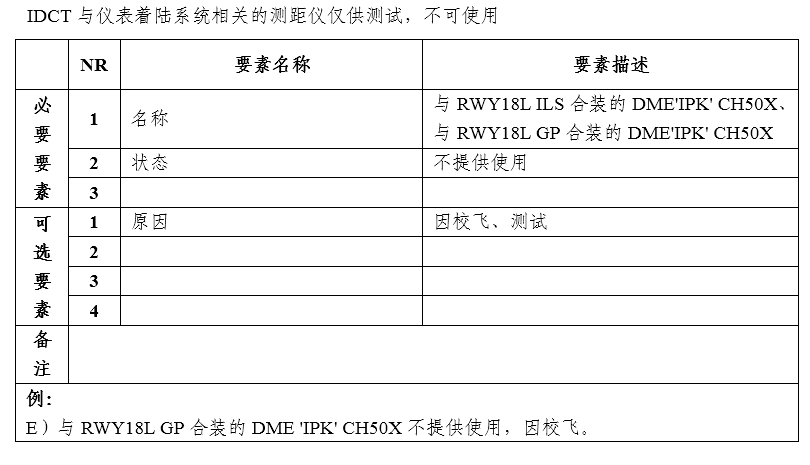 IDCT 与仪表着陆系统相关的测距仪仅供测试，不可使用
NR 要素名称 要素描述
必要要素
1 名称 与 RWY18L ILS 合装的 DME'IPK' CH50X、
与 RWY18L GP 合装的 DME'IPK' CH50X
2 状态 不提供使用
3
可选要素
1 原因 因校飞、测试
2
3
4
备注
例：
E）与 RWY18L GP 合装的 DME 'IPK' CH50X 不提供使用，因校飞。